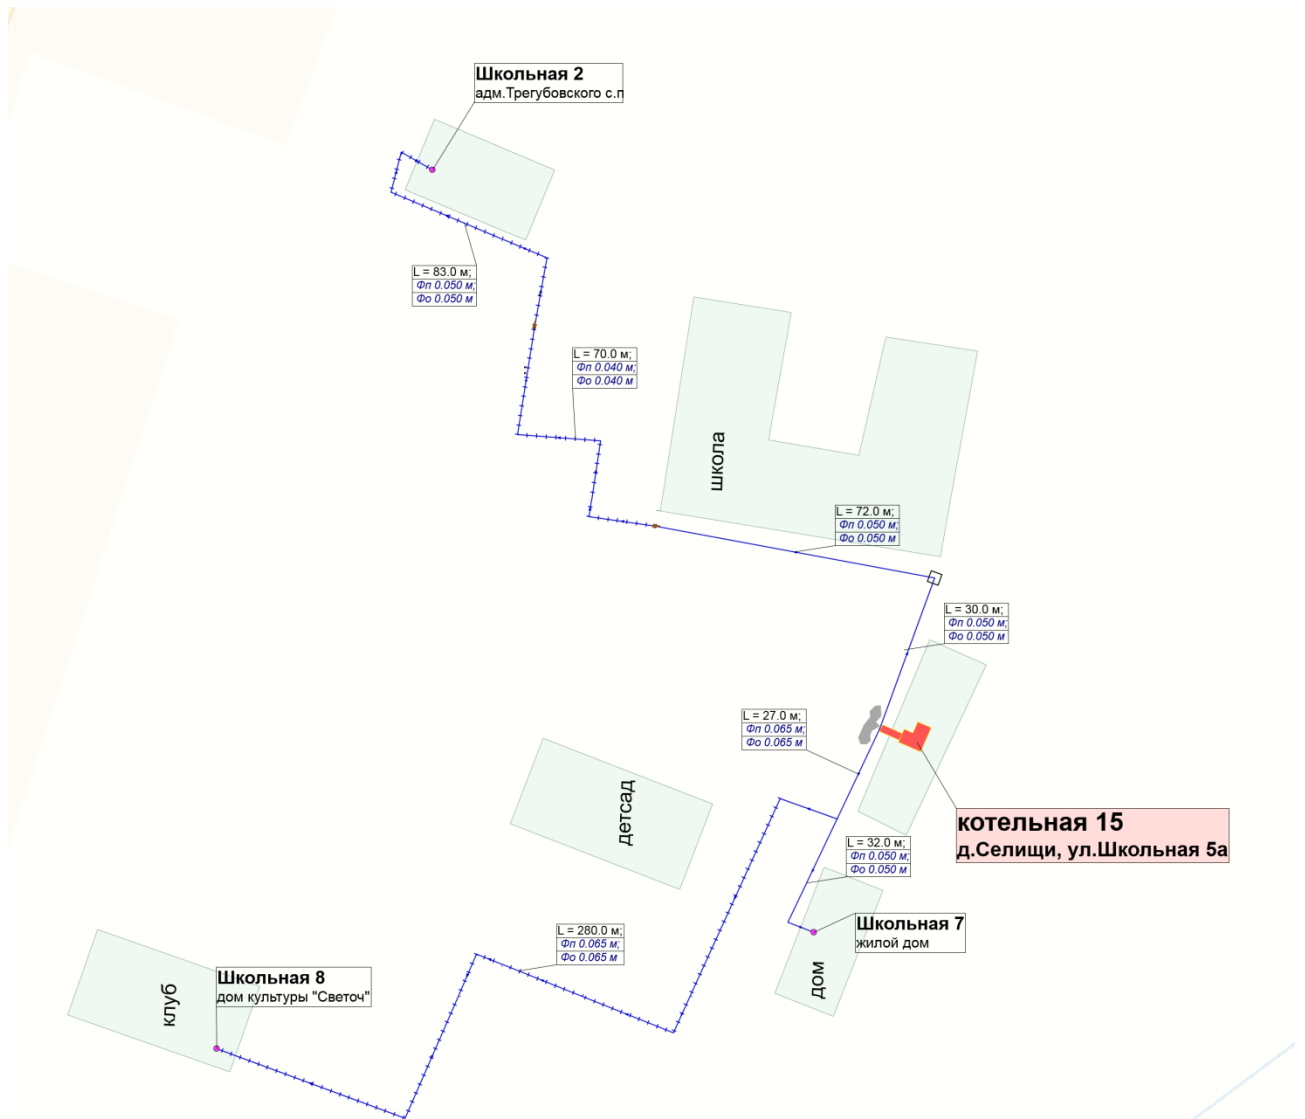 Школьная 2
адм.Трегубовского с.п
L = 83.0 м;
Фп 0.050 м;
Фо 0.050 м
L = 70.0 м;
Фп 0.040 м;
Фо 0.040 м
школа
L = 72.0 м;
Фп 0.050 м;
Фо 0.050 м
L = 30.0 м;
Фп 0.050 м;
Фо 0.050 м
L = 27.0 м;
Фп 0.065 м;
Фо 0.065 м
детсад
котельная 15
д.Селищи, ул.Школьная 5а
L = 32.0 м;
Фп 0.050 м;
Фо 0.050 м
Школьная 7
жилой дом
дом
L = 280.0 м;
Фп 0.065 м;
Фо 0.065 м
Школьная 8
дом культуры "Светоч"
клуб